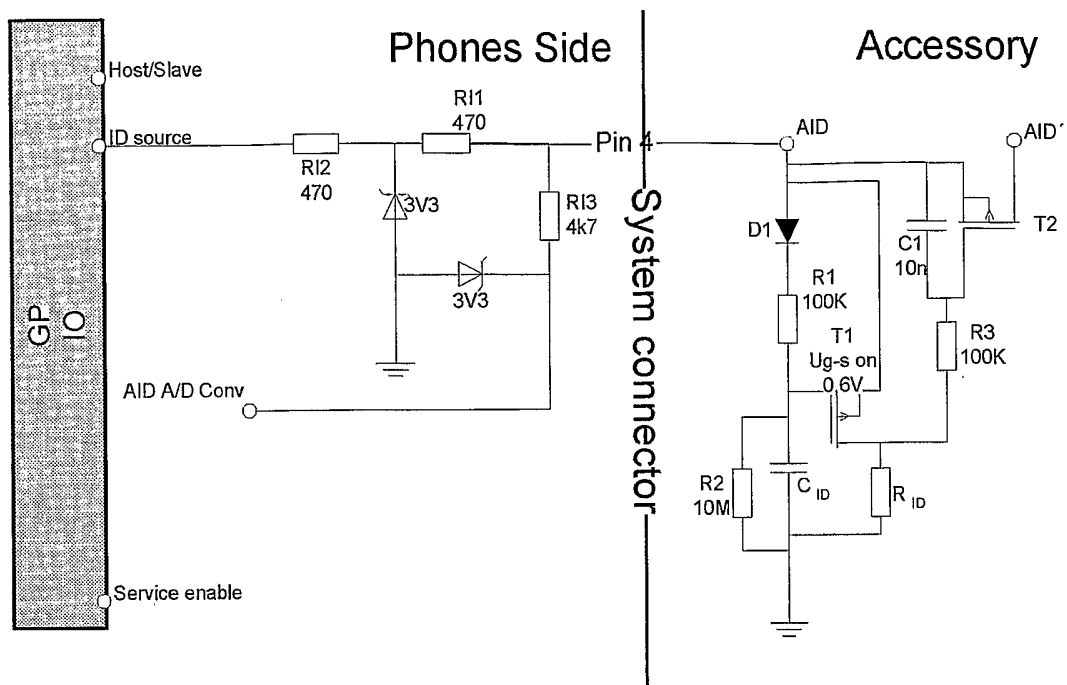 Phones Side
Accessory
Host/Slave
ID source
RI1
470
RI2
470
Pin 4
AID
AID´
3V3
RI3
4k7
3V3
D1
C1
10n
T2
R1
100K
T1
Ug-s on
0.6V
R3
100K
GP
IO
System connector
AID A/D Conv
R2
10M
C ID
R ID
Service enable